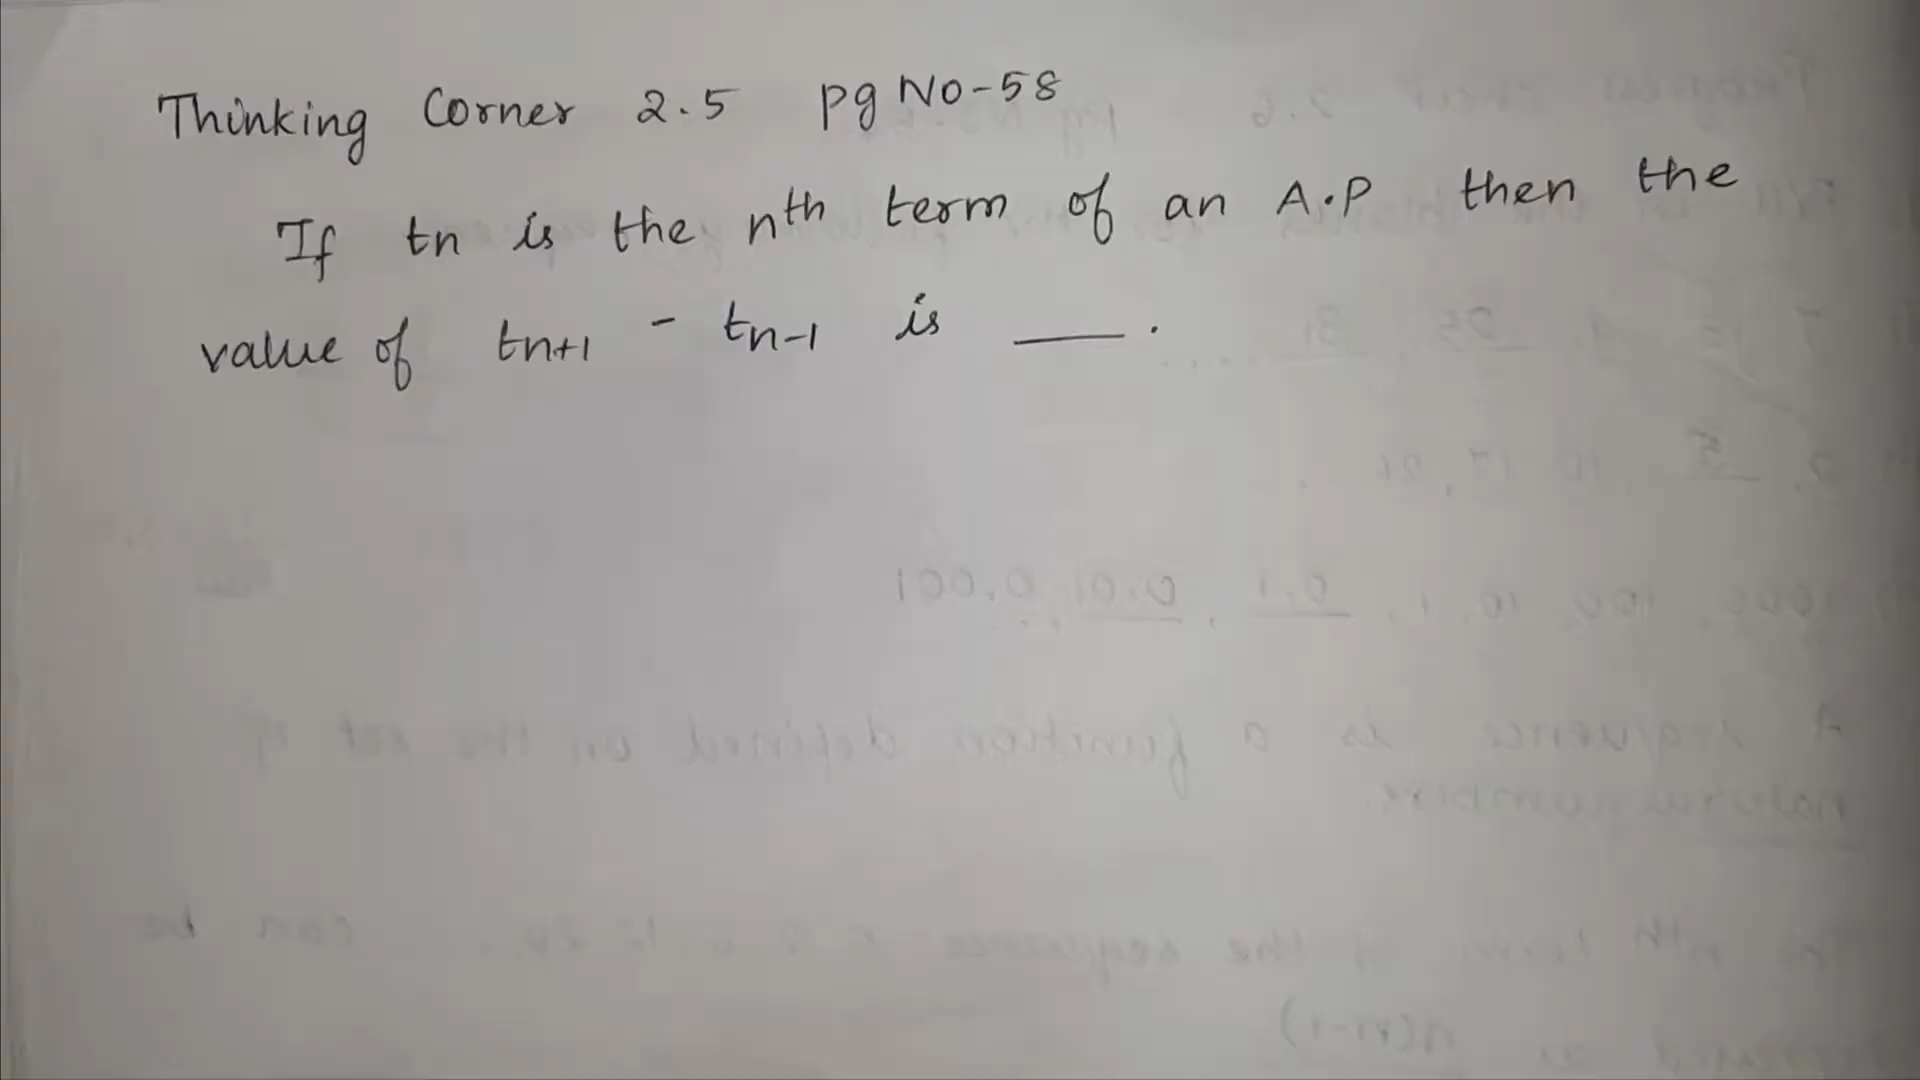 Thinking Corner 2.5 pg No-58
If tn is the nth term of an A.P then the
value of tn+1 - tn-1 is ___.